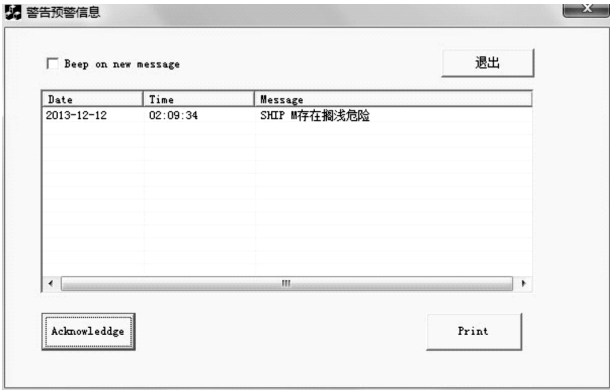 警告预警信息
Beep on new message
退出
Date Time Message
2013-12-12 02:09:34 SHIP M存在搁浅危险
Acknowleddge
Print